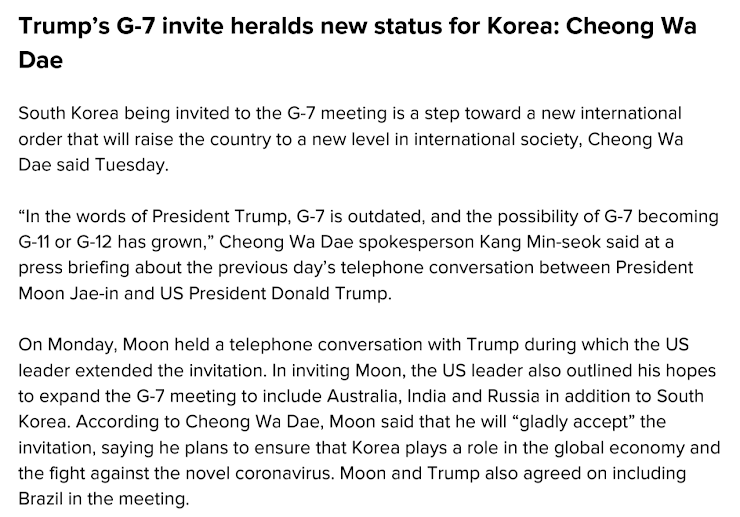 Trump’s G-7 invite heralds new status for Korea: Cheong Wa
Dae
South Korea being invited to the G-7 meeting is a step toward a new international
order that will raise the country to a new level in international society, Cheong Wa
Dae said Tuesday.
“In the words of President Trump, G-7 is outdated, and the possibility of G-7 becoming
G-11 or G-12 has grown,” Cheong Wa Dae spokesperson Kang Min-seok said at a
press briefing about the previous day’s telephone conversation between President
Moon Jae-in and US President Donald Trump.
On Monday, Moon held a telephone conversation with Trump during which the US
leader extended the invitation. In inviting Moon, the US leader also outlined his hopes
to expand the G-7 meeting to include Australia, India and Russia in addition to South
Korea. According to Cheong Wa Dae, Moon said that he will “gladly accept” the
invitation, saying he plans to ensure that Korea plays a role in the global economy and
the fight against the novel coronavirus. Moon and Trump also agreed on including
Brazil in the meeting.